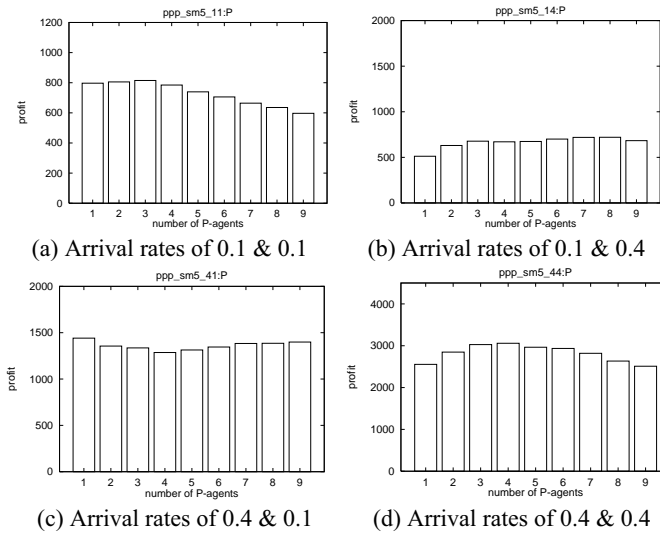 ppp_sm5_11:P
1200
1000
800
600
400
200
0
profit
1 2 3 4 5 6 7 8 9
number of P-agents
(a) Arrival rates of 0.1 & 0.1
ppp_sm5_14:P
2000
1500
1000
500
0
profit
1 2 3 4 5 6 7 8 9
number of P-agents
(b) Arrival rates of 0.1 & 0.4
ppp_sm5_41:P
2000
1500
1000
500
0
profit
1 2 3 4 5 6 7 8 9
number of P-agents
(c) Arrival rates of 0.4 & 0.1
ppp_sm5_44:P
4000
3000
2000
1000
0
profit
1 2 3 4 5 6 7 8 9
number of P-agents
(d) Arrival rates of 0.4 & 0.4